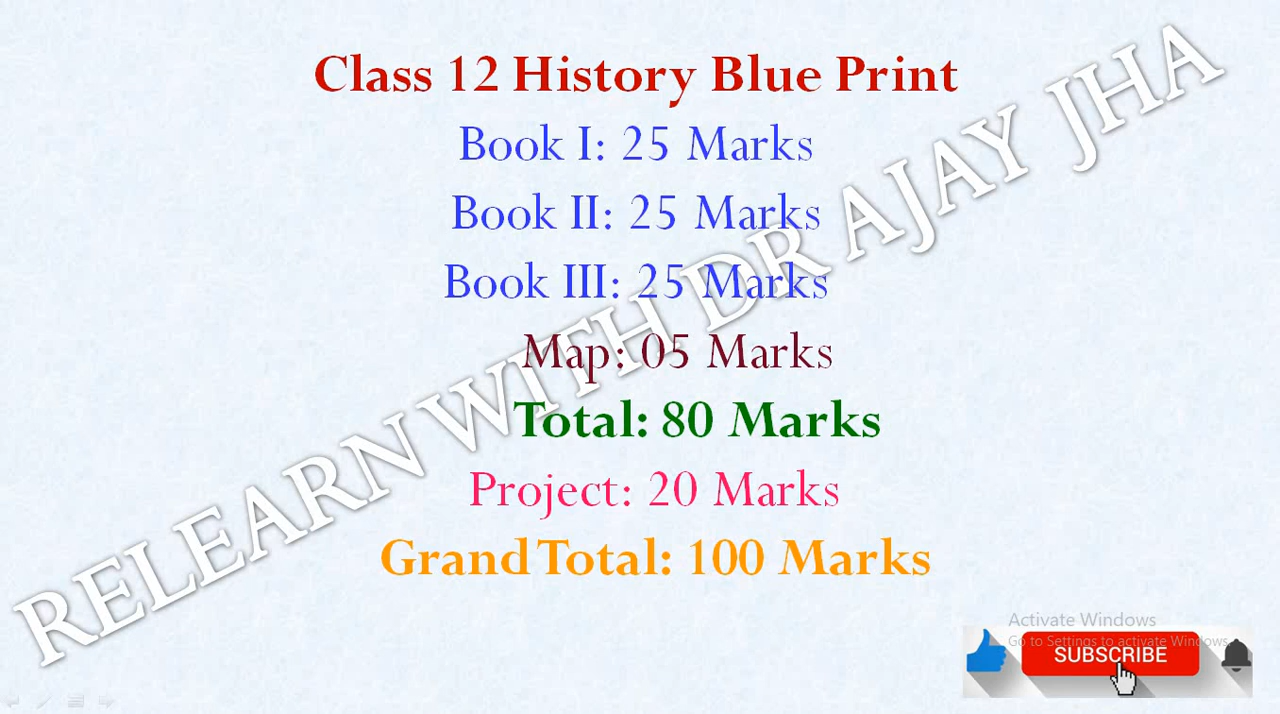 Class 12 History Blue Print
Book I: 25 Marks
Book II: 25 Marks
Book III: 25 Marks
Map: 05 Marks
Total: 80 Marks
Project: 20 Marks
Grand Total: 100 Marks
RELEARN WITH DR AJAY JHA
Activate Windows
Go to Settings to activate Windows.
SUBSCRIBE